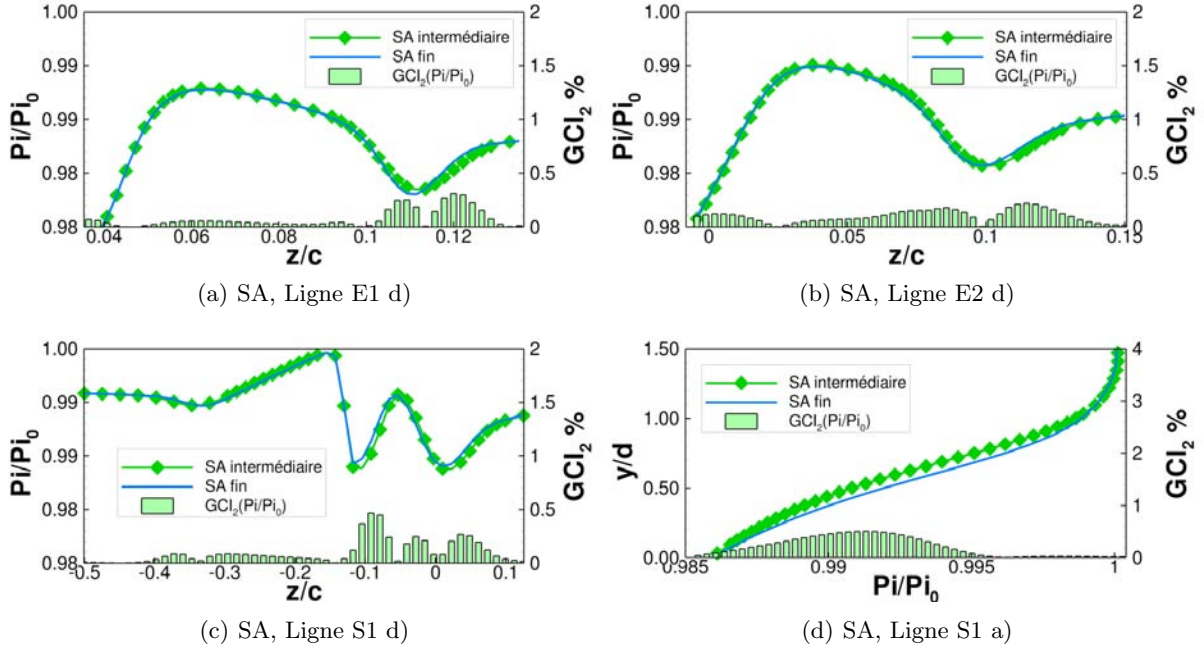 1.00
0.99
0.99
0.98
0.98
Pi/Pi₀
2
1.5
1
0.5
0
GCI₂ %
SA intermédiaire
SA fin
GCI₂(Pi/Pi₀)
0.04 0.06 0.08 0.1 0.12
z/c
(a) SA, Ligne E1 d)
1.00
0.99
0.99
0.98
0.98
Pi/Pi₀
2
1.5
1
0.5
0
GCI₂ %
SA intermédiaire
SA fin
GCI₂(Pi/Pi₀)
0 0.05 0.1 0.15
z/c
(b) SA, Ligne E2 d)
1.00
0.99
0.99
0.98
0.98
Pi/Pi₀
2
1.5
1
0.5
0
GCI₂ %
SA intermédiaire
SA fin
GCI₂(Pi/Pi₀)
-0.5 -0.4 -0.3 -0.2 -0.1 0 0.1
z/c
(c) SA, Ligne S1 d)
1.50
1.00
0.50
0.00
y/d
4
3
2
1
0
GCI₂ %
SA intermédiaire
SA fin
GCI₂(Pi/Pi₀)
0.985 0.99 0.995 1
Pi/Pi₀
(d) SA, Ligne S1 a)